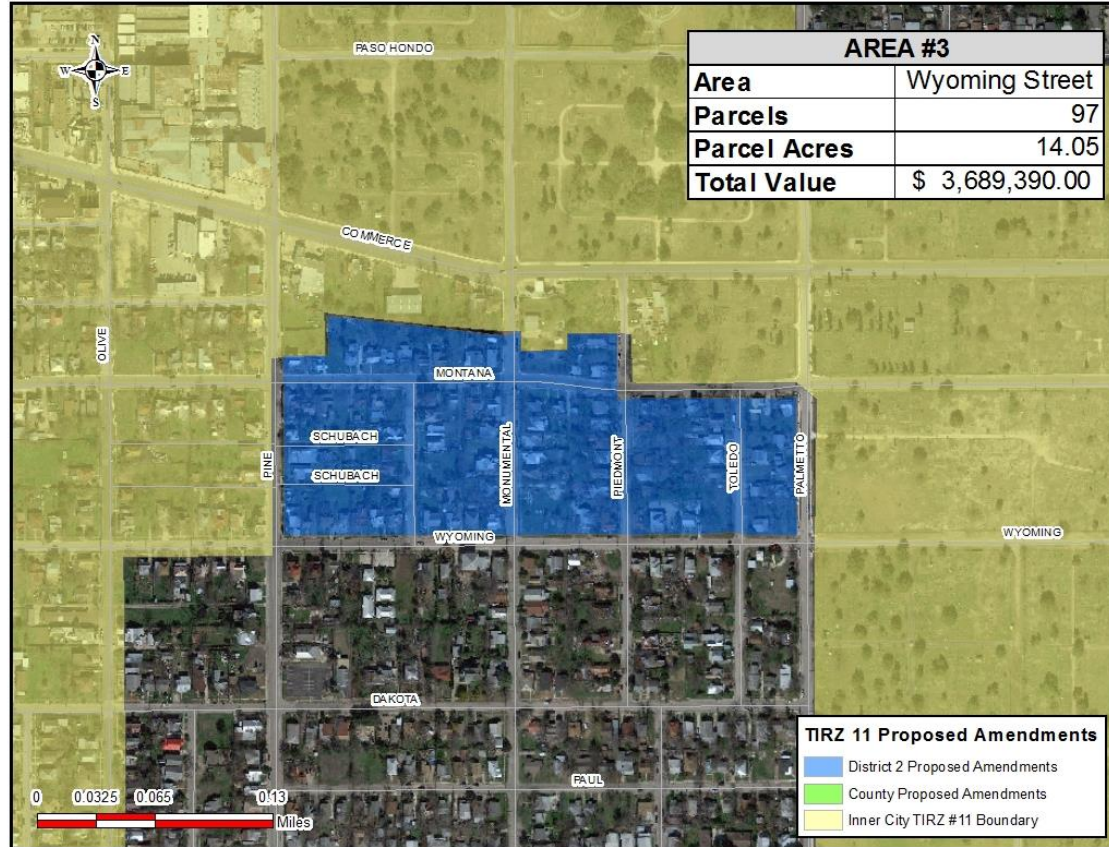 PASO HONDO
N
W E
S
AREA #3
Area Wyoming Street
Parcels 97
Parcel Acres 14.05
Total Value $ 3,689,390.00
COMMERCE
OLIVE
MONTANA
SCHUBACH
SCHUBACH
PINE
MONUMENTAL
PIEDMONT
TOLEDO
PALMETTO
WYOMING
WYOMING
DAKOTA
PAUL
0 0.0325 0.065 0.13
Miles
TIRZ 11 Proposed Amendments
District 2 Proposed Amendments
County Proposed Amendments
Inner City TIRZ #11 Boundary